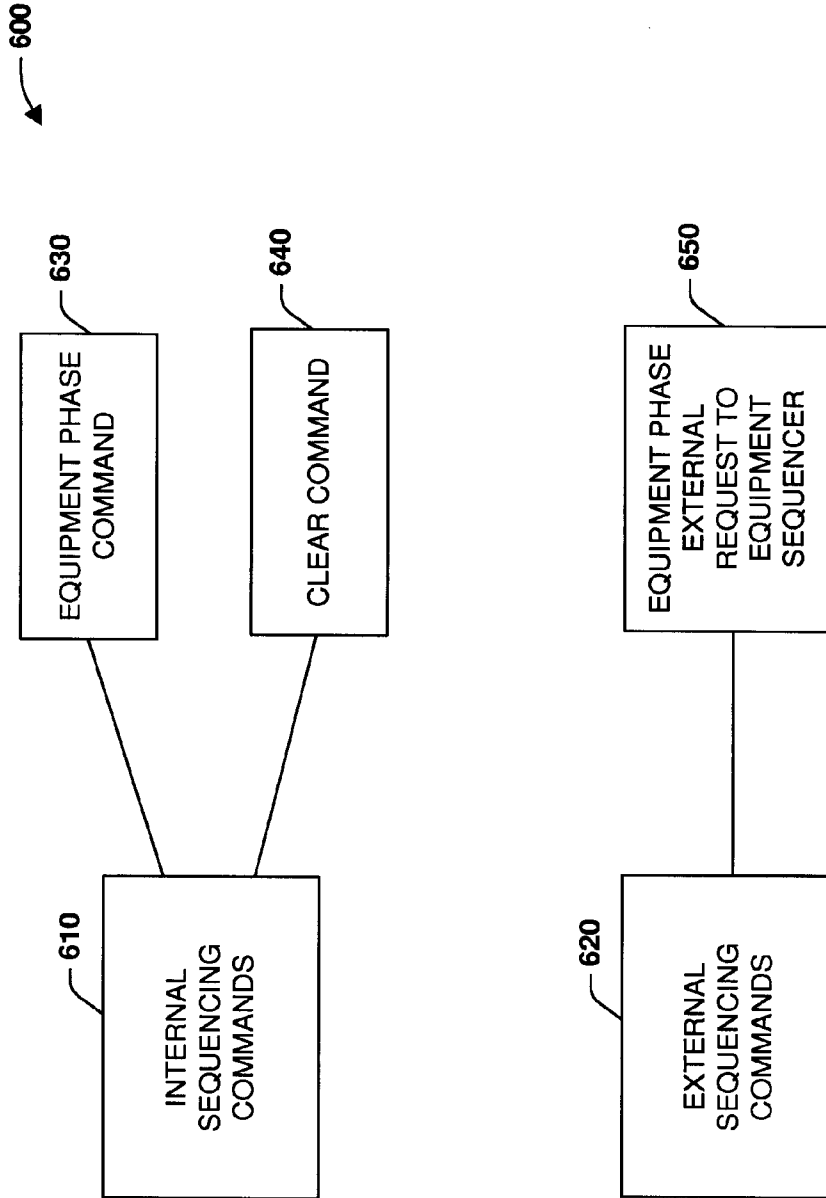 600
610
INTERNAL
SEQUENCING
COMMANDS
630
EQUIPMENT PHASE
COMMAND
640
CLEAR COMMAND
620
EXTERNAL
SEQUENCING
COMMANDS
650
EQUIPMENT PHASE
EXTERNAL
REQUEST TO
EQUIPMENT
SEQUENCER